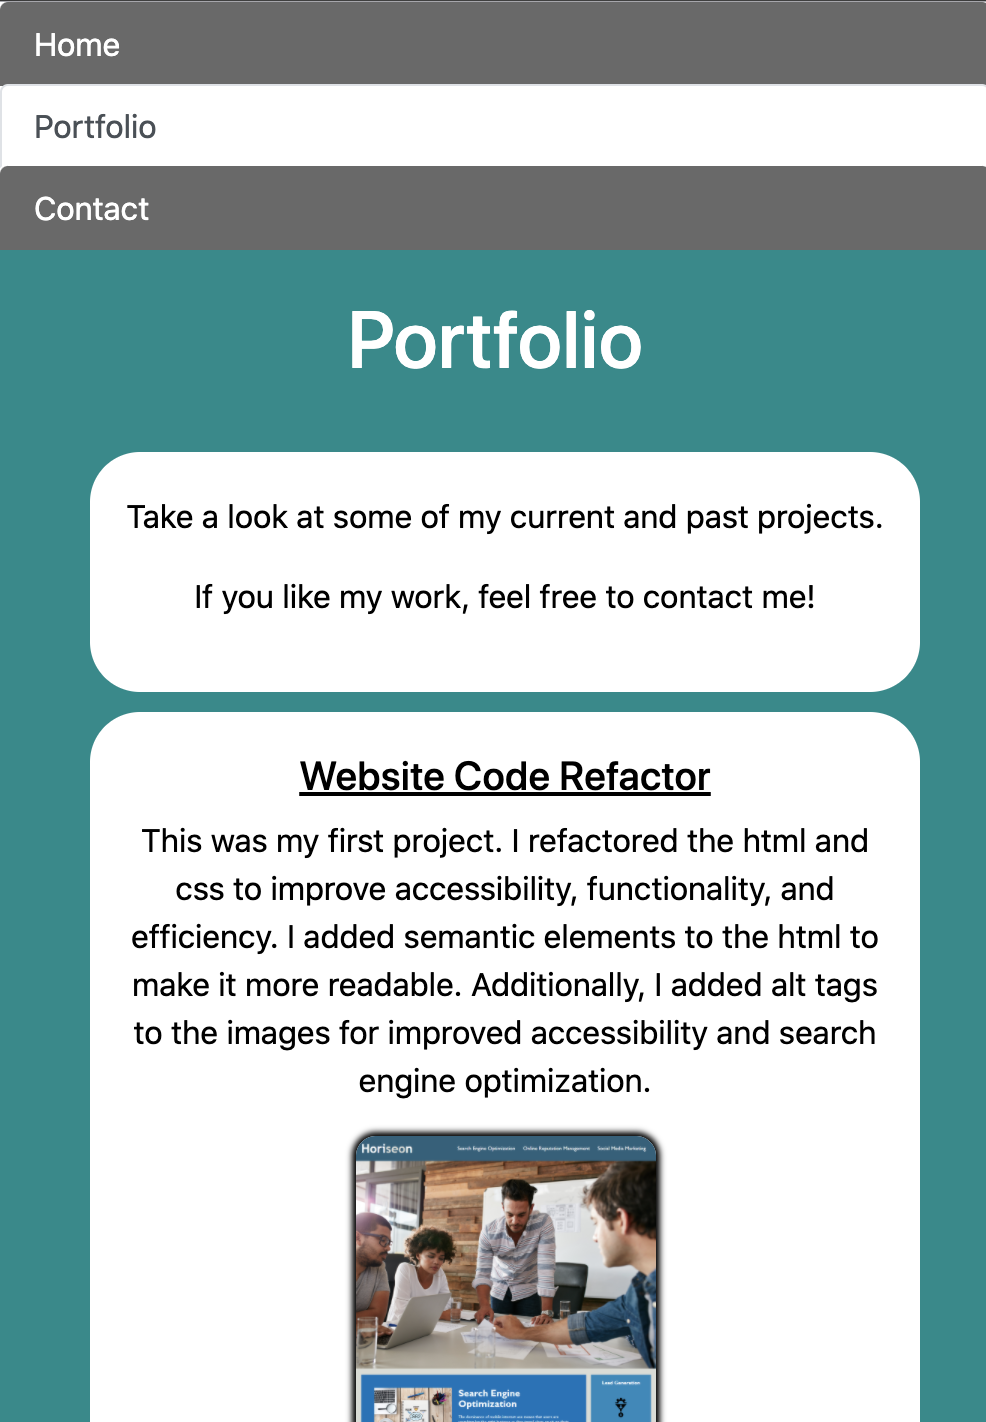 Home
Portfolio
Contact
Portfolio
Take a look at some of my current and past projects.
If you like my work, feel free to contact me!
Website Code Refactor
This was my first project. I refactored the html and
css to improve accessibility, functionality, and
efficiency. I added semantic elements to the html to
make it more readable. Additionally, I added alt tags
to the images for improved accessibility and search
engine optimization.
Horiseon
Search Engine Optimization Online Reputation Management Social Media Marketing
Search Engine
Optimization
Lead Generation